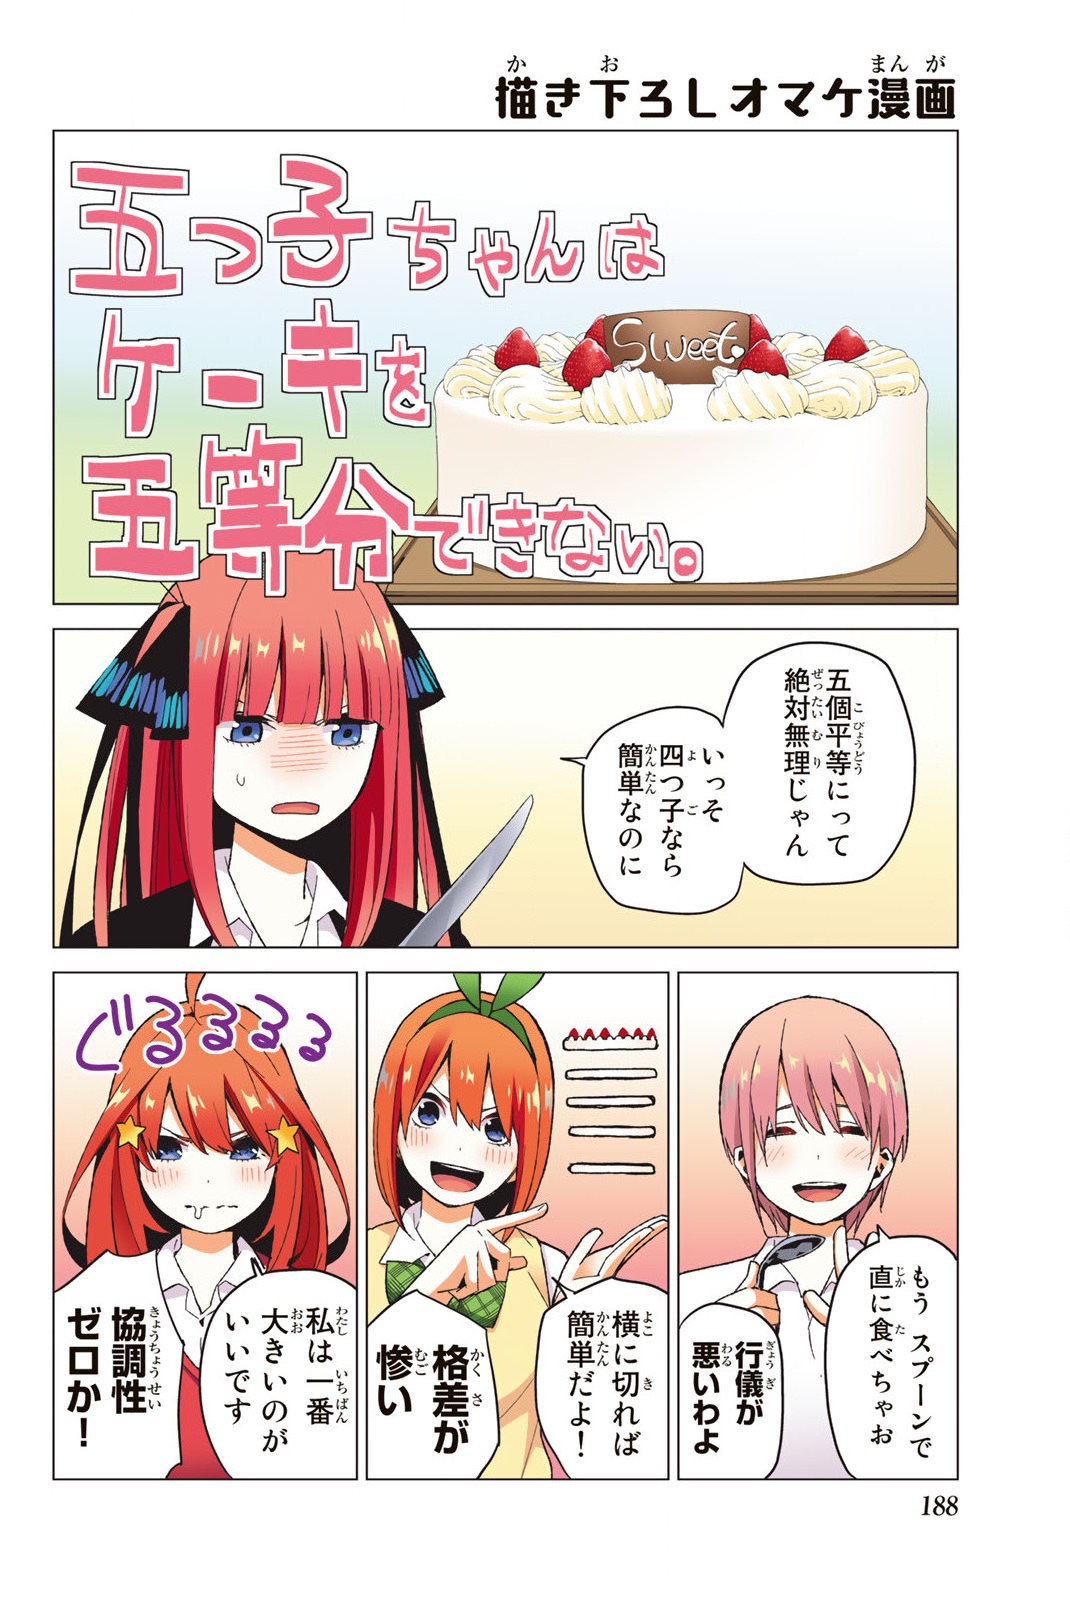 描き下ろしオマケ漫画
五つ子ちゃんは
ケーキを
五等分できない。
Sweet
五個平等にって
絶対無理じゃん
いっそ
四つ子なら
簡単なのに
もうスプーンで
直に食べちゃお
行儀が
悪いわよ
横に切れば
簡単だよ！
格差が
惨い
ぐるるるる
私は一番
大きいのが
いいです
協調性
ゼロか！
188